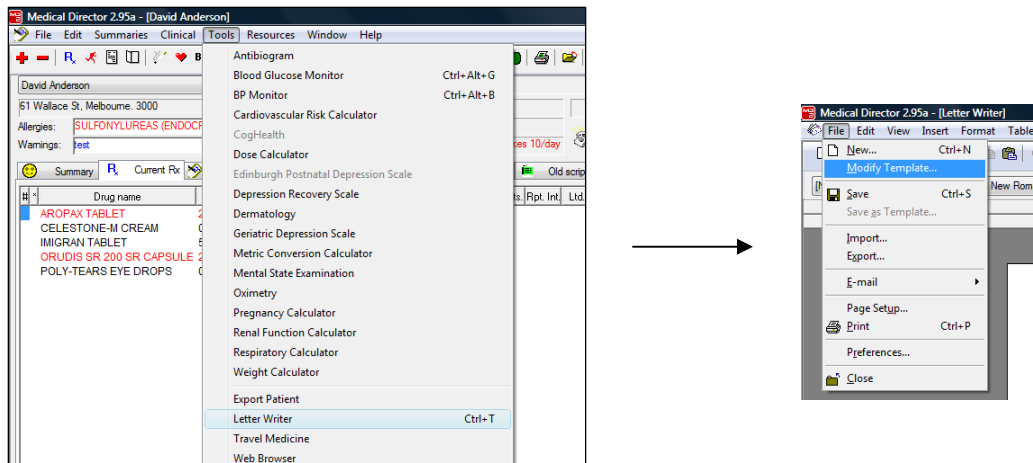 Medical Director 2.95a - [David Anderson]
File Edit Summaries Clinical Tools Resources Window Help
David Anderson
61 Wallace St, Melbourne. 3000
Allergies: SULFONYLUREAS (ENDOCR
Warnings: test
es 10/day
Summary Current Rx Old scrip
# * Drug name ts. Rpt. Int. Ltd.
AROPAX TABLET 2
CELESTONE-M CREAM
IMIGRAN TABLET 5
ORUDIS SR 200 SR CAPSULE 2
POLY-TEARS EYE DROPS
Antibiogram
Blood Glucose Monitor Ctrl+Alt+G
BP Monitor Ctrl+Alt+B
Cardiovascular Risk Calculator
CogHealth
Dose Calculator
Edinburgh Postnatal Depression Scale
Depression Recovery Scale
Dermatology
Geriatric Depression Scale
Metric Conversion Calculator
Mental State Examination
Oximetry
Pregnancy Calculator
Renal Function Calculator
Respiratory Calculator
Weight Calculator
Export Patient
Letter Writer Ctrl+T
Travel Medicine
Web Browser
Medical Director 2.95a - [Letter Writer]
File Edit View Insert Format Table
New... Ctrl+N
Modify Template...
Save Ctrl+S
Save as Template...
Import...
Export...
E-mail
Page Setup...
Print Ctrl+P
Preferences...
Close
New Rom